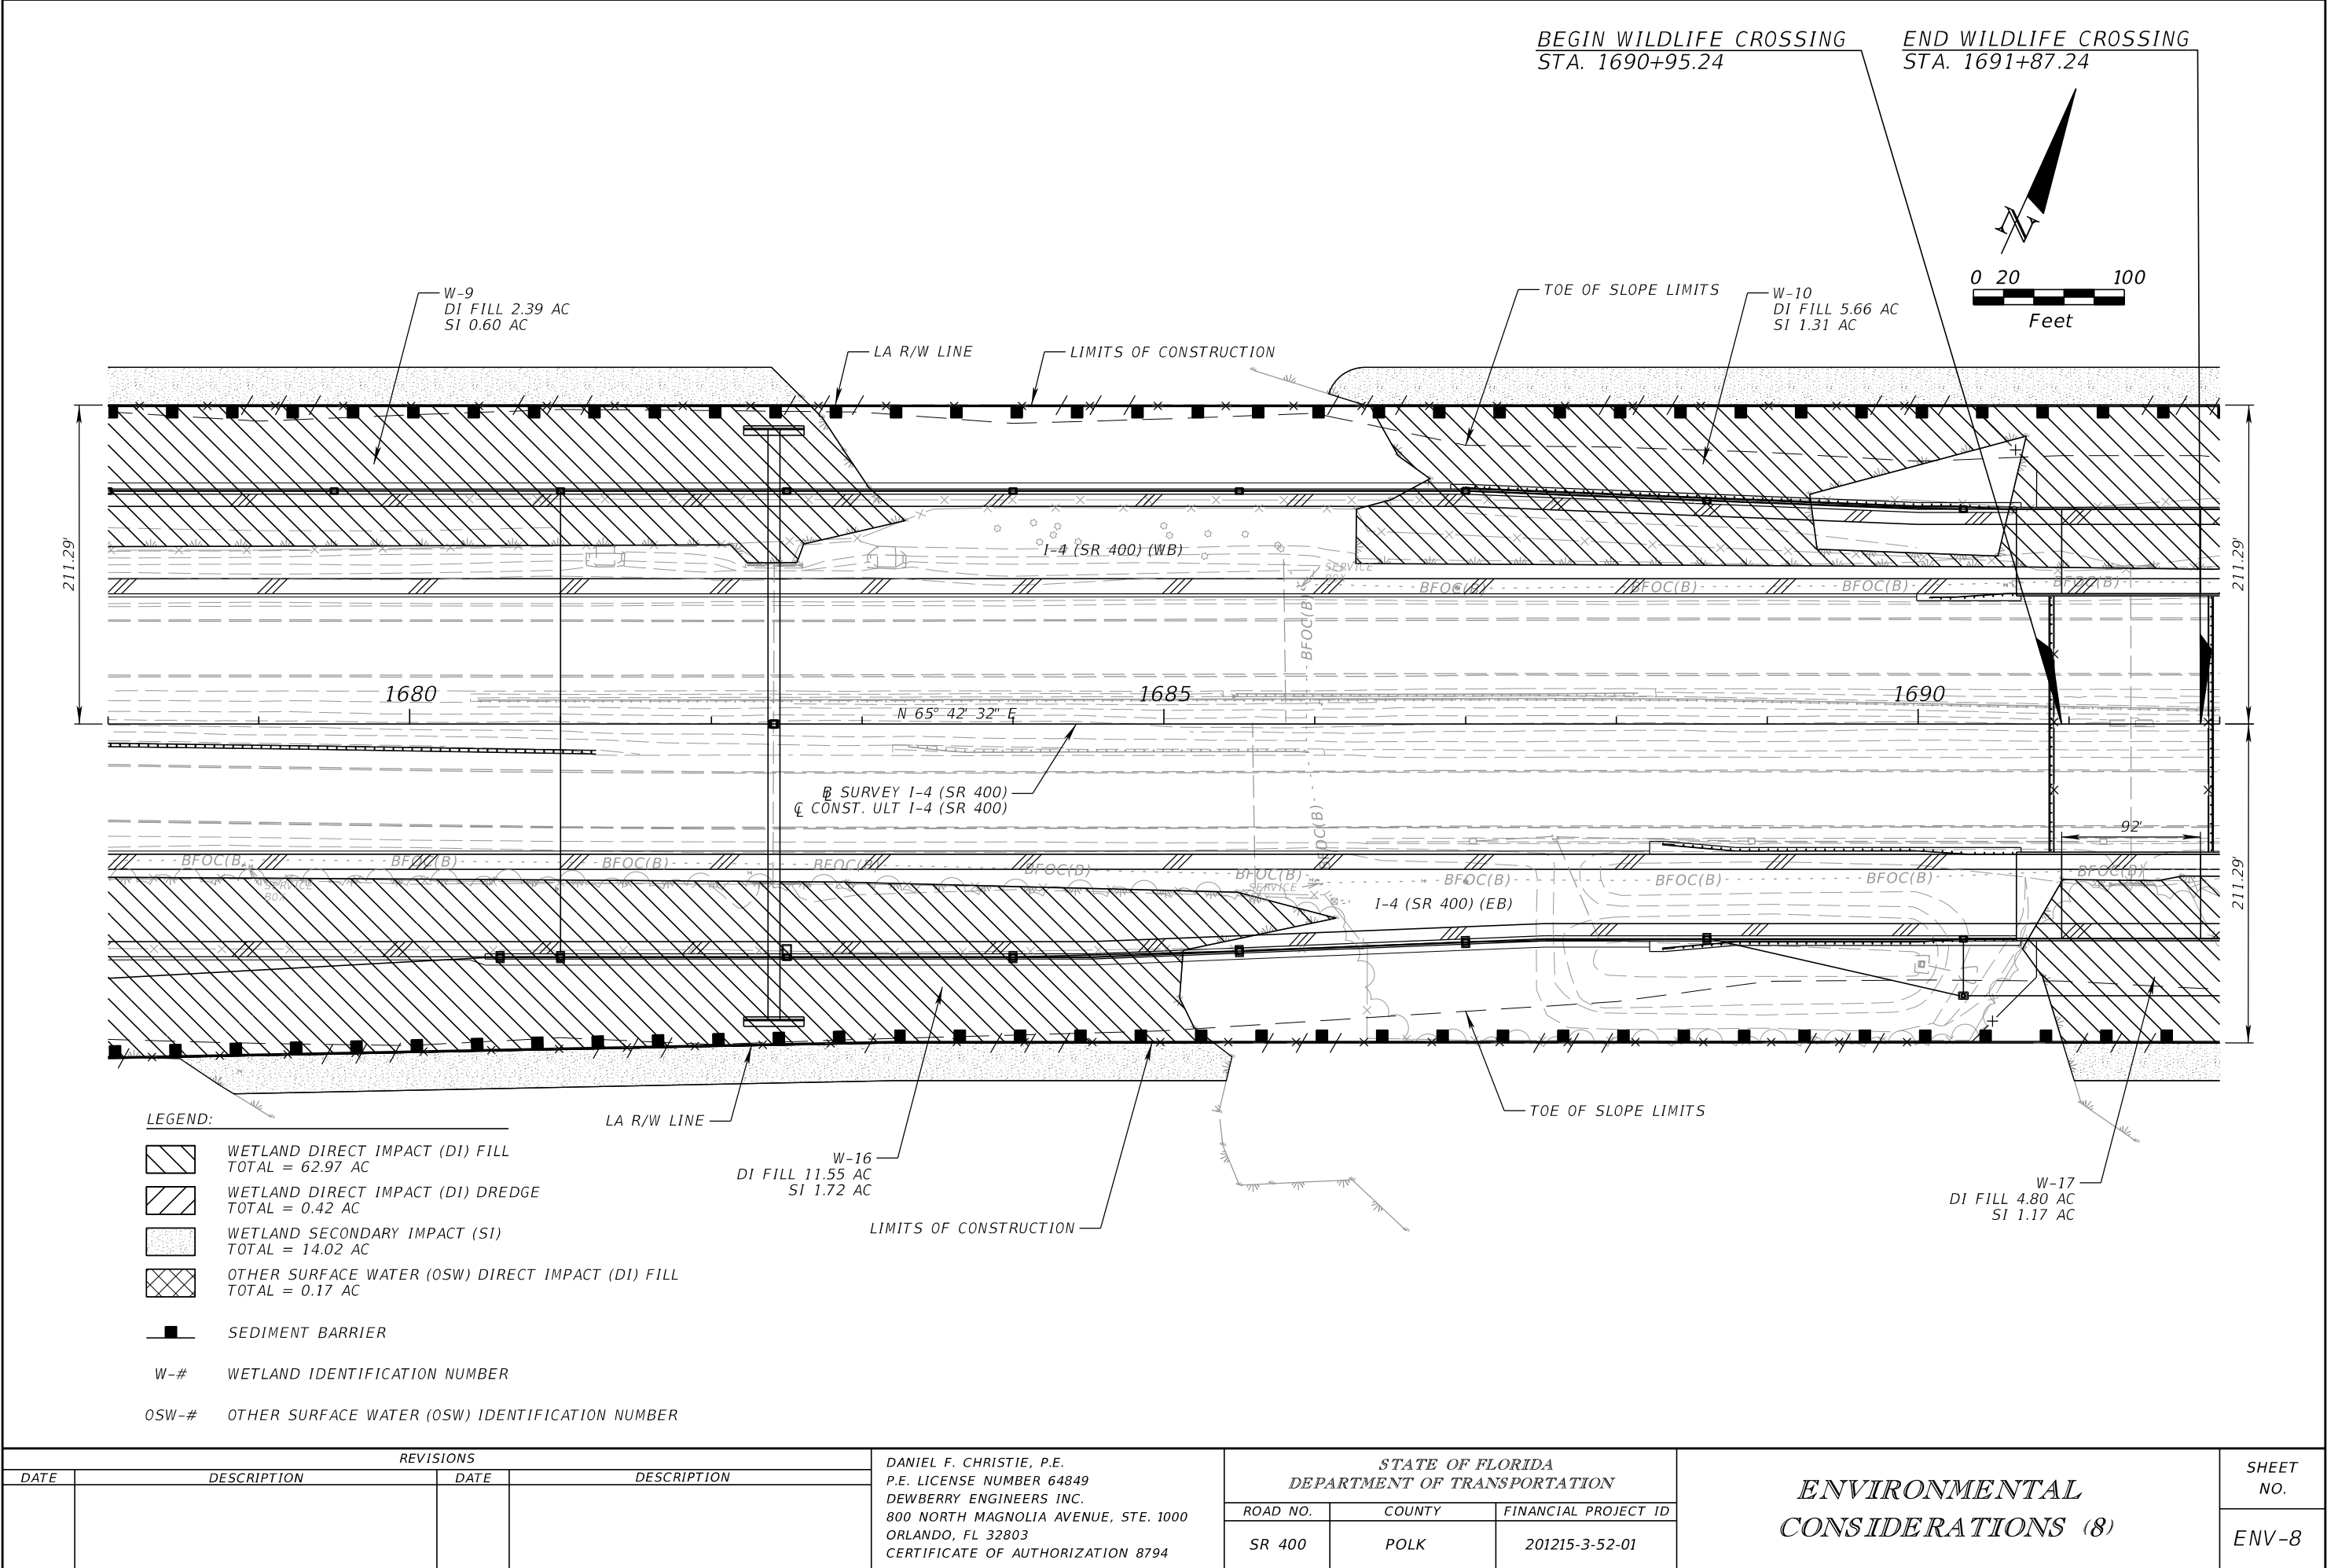 BEGIN WILDLIFE CROSSING
STA. 1690+95.24
END WILDLIFE CROSSING
STA. 1691+87.24
N
0 20 100
Feet
W-9
DI FILL 2.39 AC
SI 0.60 AC
LA R/W LINE
LIMITS OF CONSTRUCTION
TOE OF SLOPE LIMITS
W-10
DI FILL 5.66 AC
SI 1.31 AC
211.29'
211.29'
I-4 (SR 400) (WB)
SERVICE
BOX
BFOC(B)
BFOC(B)
BFOC(B)
BFOC(B)
BFOC(B)
1680
1685
1690
N 65° 42' 32" E
B SURVEY I-4 (SR 400)
C CONST. ULT I-4 (SR 400)
BFOC(B)
92'
211.29'
BFOC(B)
BFOC(B)
BFOC(B)
BFOC(B)
BFOC(B)
BFOC(B)
BFOC(B)
BFOC(B)
BFOC(B)
BFOC(B)
SERVICE
BOX
SERVICE
I-4 (SR 400) (EB)
LA R/W LINE
TOE OF SLOPE LIMITS
W-16
DI FILL 11.55 AC
SI 1.72 AC
LIMITS OF CONSTRUCTION
W-17
DI FILL 4.80 AC
SI 1.17 AC
LEGEND:
WETLAND DIRECT IMPACT (DI) FILL
TOTAL = 62.97 AC
WETLAND DIRECT IMPACT (DI) DREDGE
TOTAL = 0.42 AC
WETLAND SECONDARY IMPACT (SI)
TOTAL = 14.02 AC
OTHER SURFACE WATER (OSW) DIRECT IMPACT (DI) FILL
TOTAL = 0.17 AC
SEDIMENT BARRIER
W-# WETLAND IDENTIFICATION NUMBER
OSW-# OTHER SURFACE WATER (OSW) IDENTIFICATION NUMBER
REVISIONS
DATE DESCRIPTION DATE DESCRIPTION
DANIEL F. CHRISTIE, P.E.
P.E. LICENSE NUMBER 64849
DEWBERRY ENGINEERS INC.
800 NORTH MAGNOLIA AVENUE, STE. 1000
ORLANDO, FL 32803
CERTIFICATE OF AUTHORIZATION 8794
STATE OF FLORIDA
DEPARTMENT OF TRANSPORTATION
ROAD NO. COUNTY FINANCIAL PROJECT ID
SR 400 POLK 201215-3-52-01
ENVIRONMENTAL
CONSIDERATIONS (8)
SHEET
NO.
ENV-8